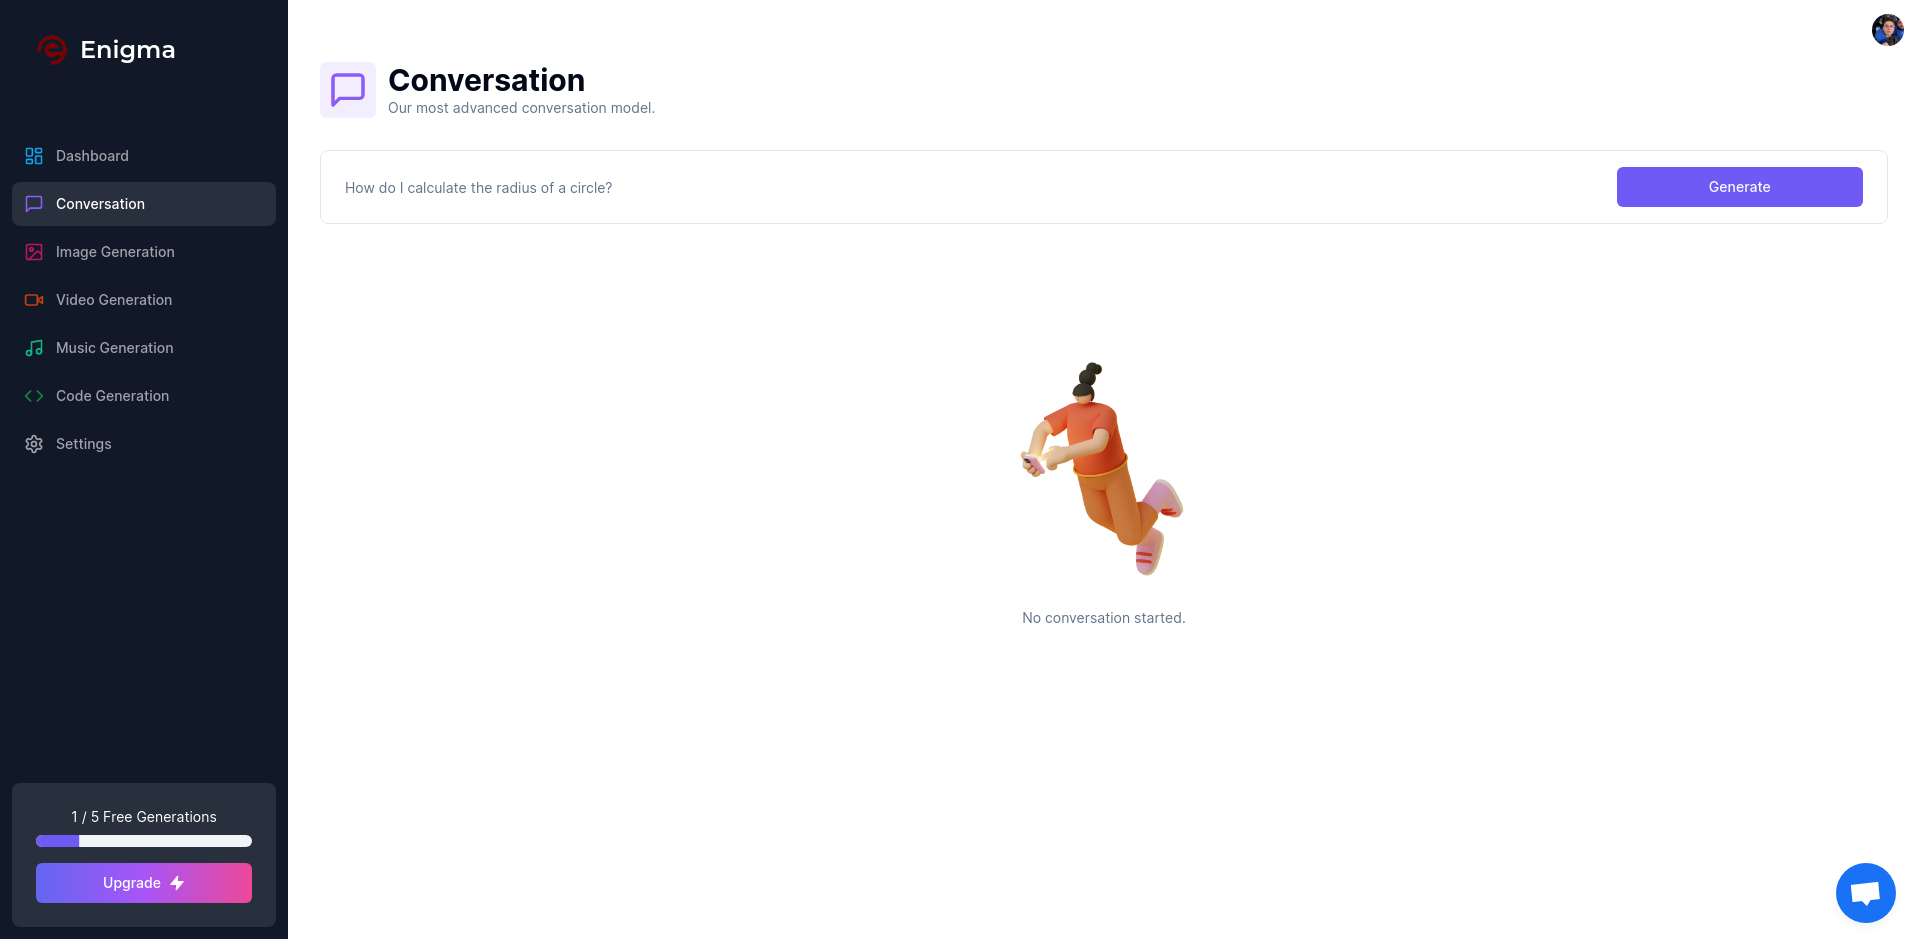 Enigma
Dashboard
Conversation
Image Generation
Video Generation
Music Generation
Code Generation
Settings
1 / 5 Free Generations
Upgrade
Conversation
Our most advanced conversation model.
How do I calculate the radius of a circle?
Generate
No conversation started.